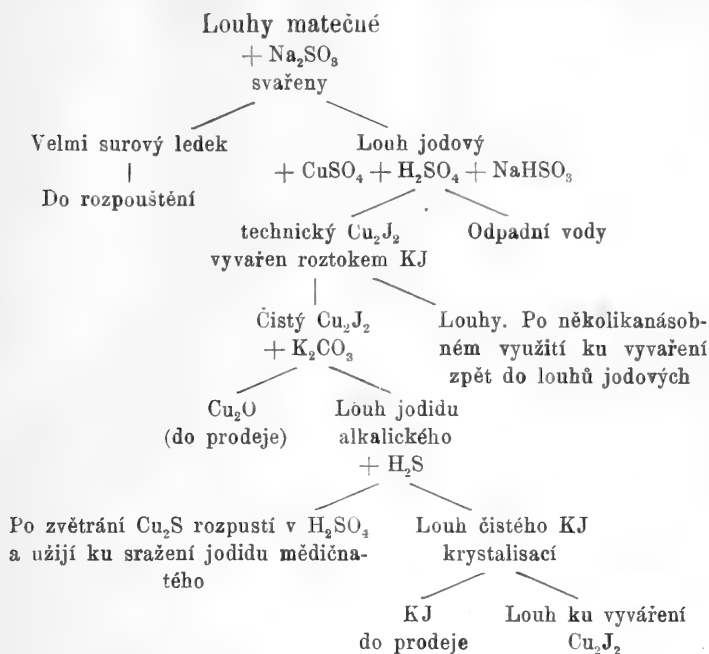 Louhy matečné
+ Na₂SO₃
svařeny
Velmi surový ledek
Do rozpouštění
Louh jodový
+ CuSO₄ + H₂SO₄ + NaHSO₃
technický Cu₂J₂
vyvařen roztokem KJ
Odpadní vody
Čistý Cu₂J₂
+ K₂CO₃
Louhy. Po několikanásob-
ném využití ku vyvaření
zpět do louhů jodových
Cu₂O
(do prodeje)
Louh jodidu
alkalického
+ H₂S
Po zvětrání Cu₂S rozpustí v H₂SO₄
a užijí ku sražení jodidu mědična-
tého
Louh čistého KJ
krystalisací
KJ
do prodeje
Louh ku vyváření
Cu₂J₂